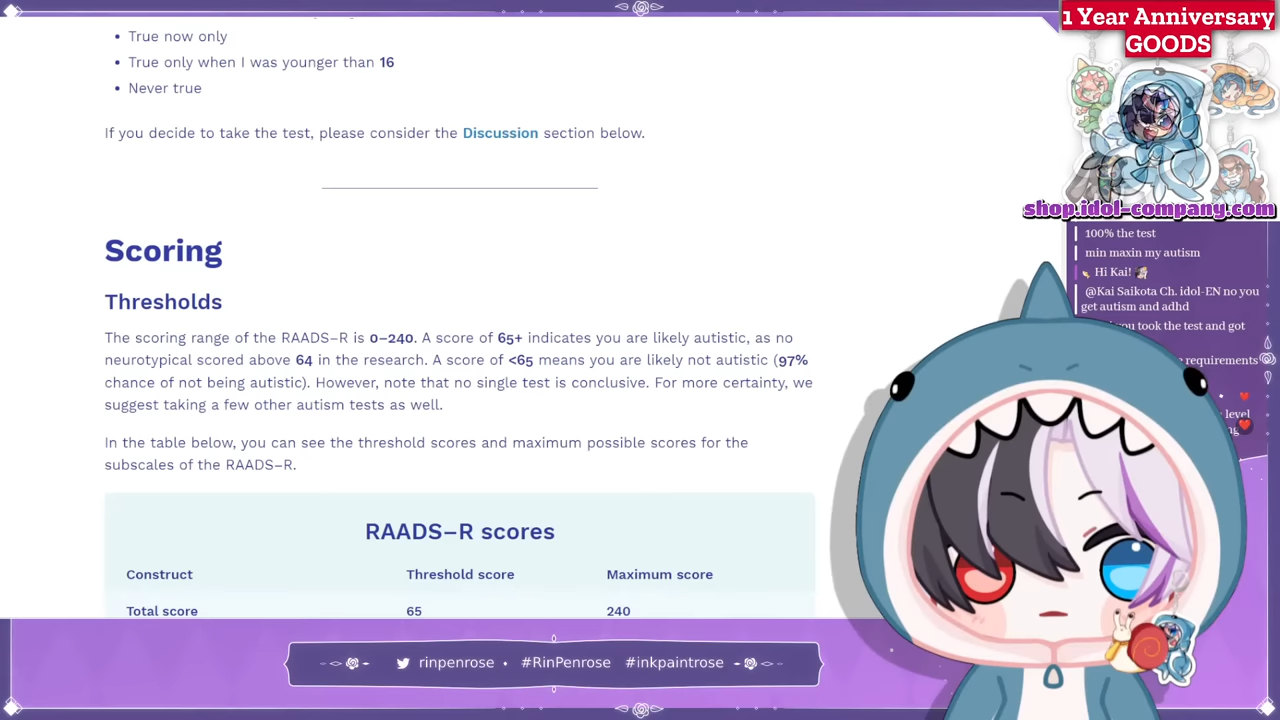 True now only
True only when I was younger than 16
Never true
If you decide to take the test, please consider the Discussion section below.
Scoring
Thresholds
The scoring range of the RAADS–R is 0–240. A score of 65+ indicates you are likely autistic, as no
neurotypical scored above 64 in the research. A score of <65 means you are likely not autistic (97%
chance of not being autistic). However, note that no single test is conclusive. For more certainty, we
suggest taking a few other autism tests as well.
In the table below, you can see the threshold scores and maximum possible scores for the
subscales of the RAADS–R.
RAADS–R scores
Construct Threshold score Maximum score
Total score 65 240
1 Year Anniversary
GOODS
shop.idol-company.com
100% the test
min maxin my autism
Hi Kai!
@Kai Saikota Ch. idol-EN no you
get autism and adhd
you took the test and got
requirements
level
rinpenrose • #RinPenrose #inkpaintrose